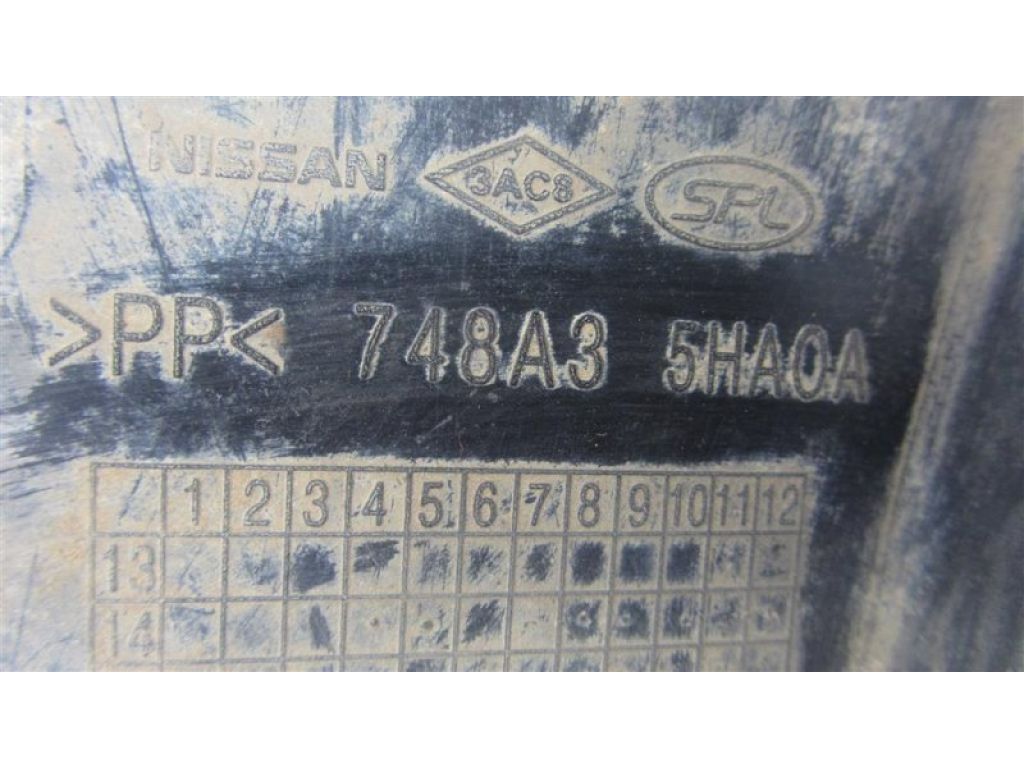 NISSAN 3AC8 SPL
>PP< 748A3 5HA0A
1 2 3 4 5 6 7 8 9 10 11 12
13
14